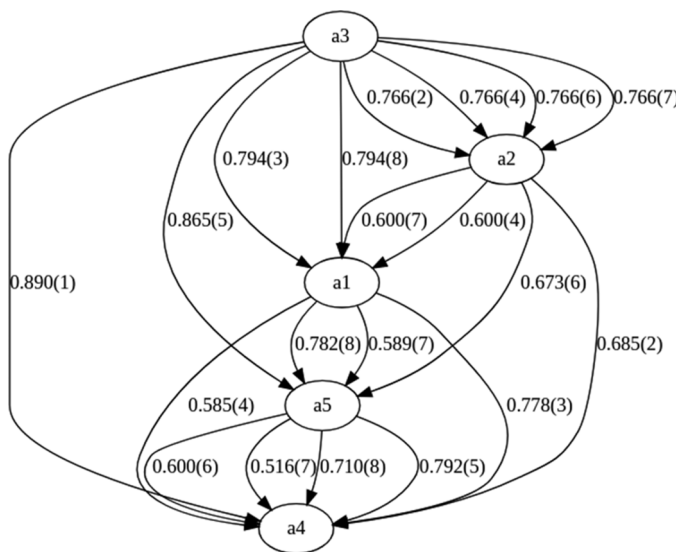 a3
0.766(2) 0.766(4) 0.766(6) 0.766(7)
0.794(3) 0.794(8) a2
0.865(5) 0.600(7) 0.600(4)
0.890(1) a1 0.673(6)
0.782(8) 0.589(7) 0.685(2)
0.585(4) a5 0.778(3)
0.600(6) 0.516(7) 0.710(8) 0.792(5)
a4